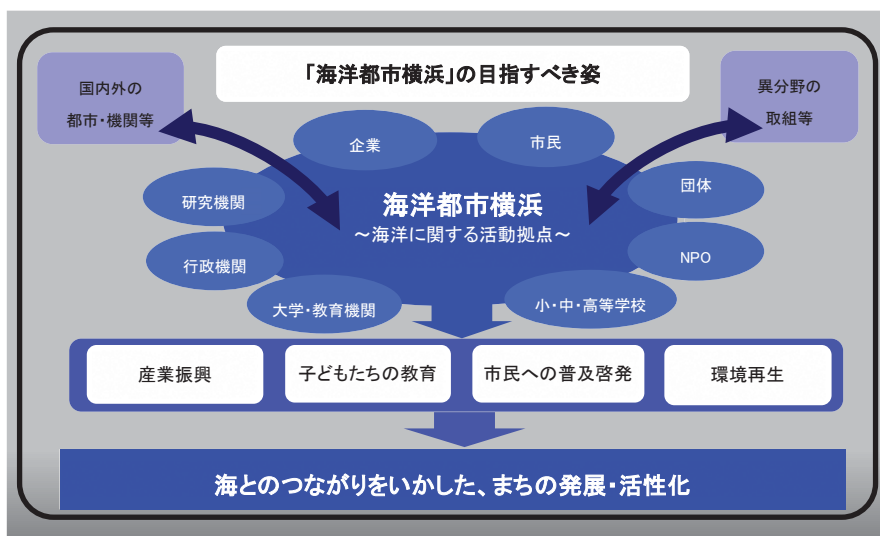 「海洋都市横浜」の目指すべき姿
国内外の
都市・機関等
異分野の
取組等
企業
市民
研究機関
団体
海洋都市横浜
～海洋に関する活動拠点～
行政機関
NPO
大学・教育機関
小・中・高等学校
産業振興
子どもたちの教育
市民への普及啓発
環境再生
海とのつながりをいかした、まちの発展・活性化